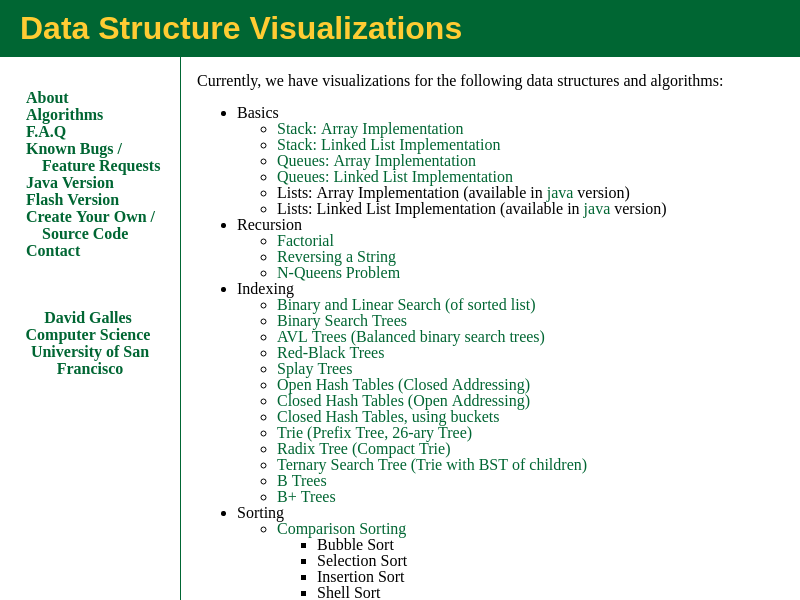 Data Structure Visualizations
About
Algorithms
F.A.Q
Known Bugs /
Feature Requests
Java Version
Flash Version
Create Your Own /
Source Code
Contact
David Galles
Computer Science
University of San
Francisco
Currently, we have visualizations for the following data structures and algorithms:
Basics
Stack: Array Implementation
Stack: Linked List Implementation
Queues: Array Implementation
Queues: Linked List Implementation
Lists: Array Implementation (available in java version)
Lists: Linked List Implementation (available in java version)
Recursion
Factorial
Reversing a String
N-Queens Problem
Indexing
Binary and Linear Search (of sorted list)
Binary Search Trees
AVL Trees (Balanced binary search trees)
Red-Black Trees
Splay Trees
Open Hash Tables (Closed Addressing)
Closed Hash Tables (Open Addressing)
Closed Hash Tables, using buckets
Trie (Prefix Tree, 26-ary Tree)
Radix Tree (Compact Trie)
Ternary Search Tree (Trie with BST of children)
B Trees
B+ Trees
Sorting
Comparison Sorting
Bubble Sort
Selection Sort
Insertion Sort
Shell Sort